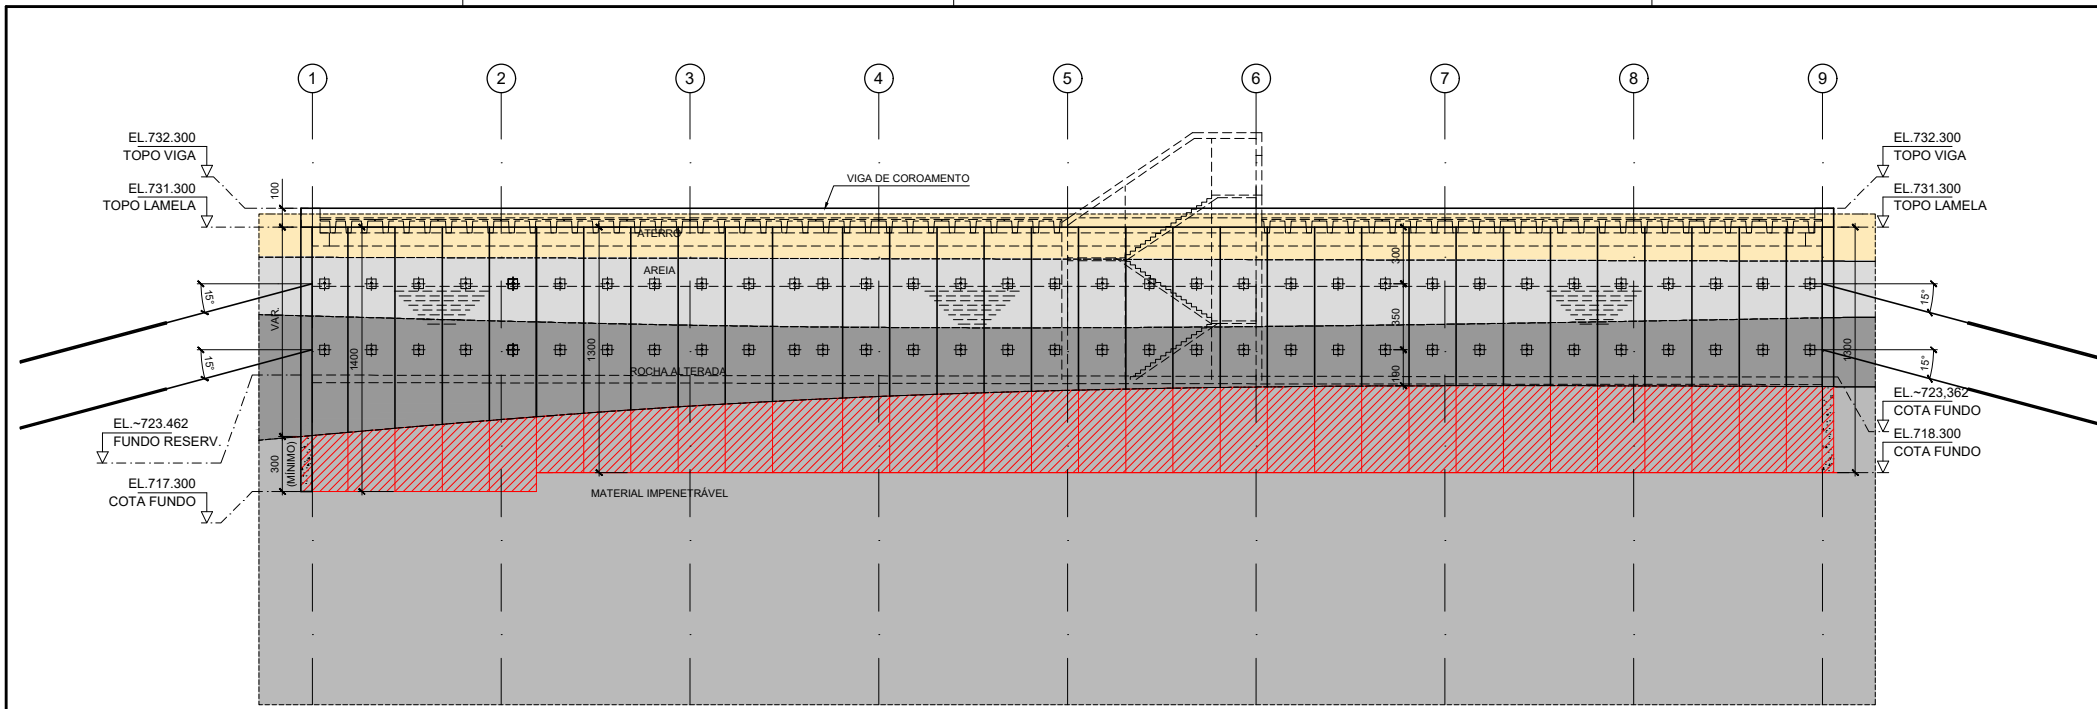 1
2
3
4
5
6
7
8
9
EL.732.300
TOPO VIGA
EL.731.300
TOPO LAMELA
100
VIGA DE COROAMENTO
EL.732.300
TOPO VIGA
EL.731.300
TOPO LAMELA
ATERRO
AREIA
300
15°
15°
VAR.
350
1400
1300
1300
15°
15°
ROCHA ALTERADA
190
EL.~723.462
FUNDO RESERV.
EL.~723,362
COTA FUNDO
EL.718.300
COTA FUNDO
300
(MÍNIMO)
EL.717.300
COTA FUNDO
MATERIAL IMPENETRÁVEL